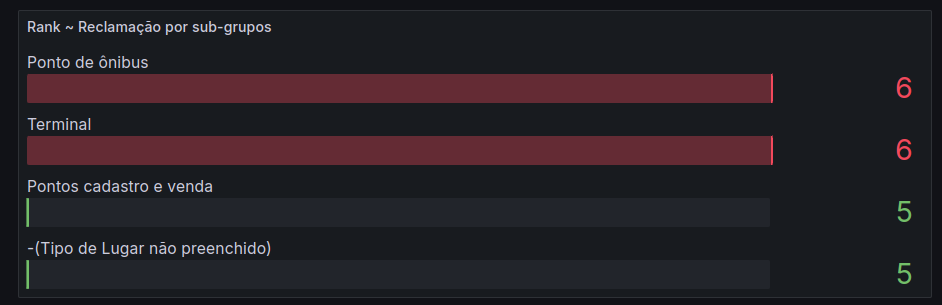 Rank ~ Reclamação por sub-grupos
Ponto de ônibus
6
Terminal
6
Pontos cadastro e venda
5
-(Tipo de Lugar não preenchido)
5